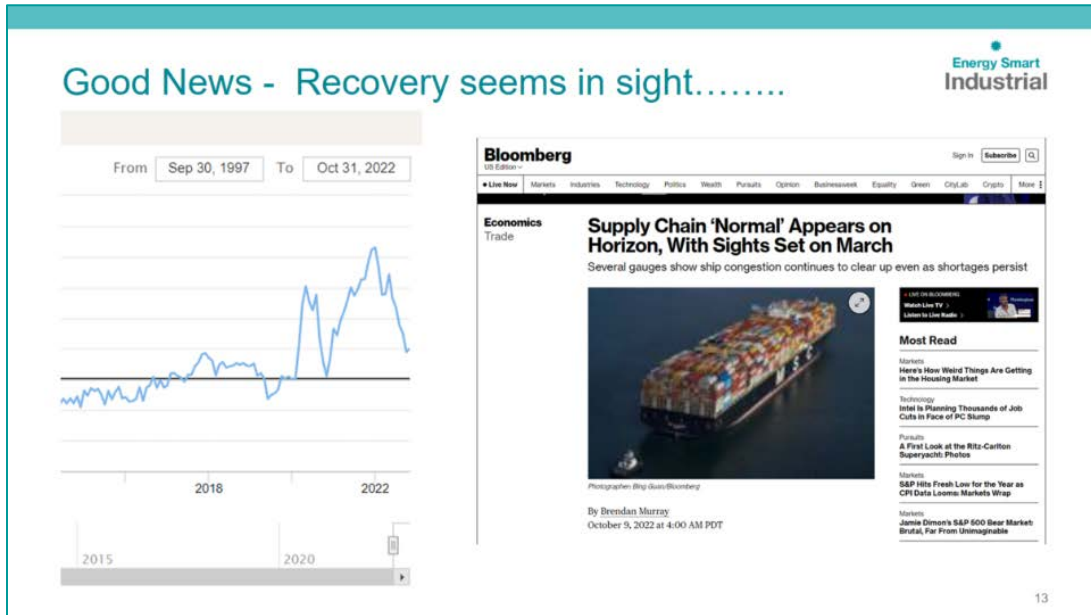 Good News - Recovery seems in sight……..
Energy Smart
Industrial
From Sep 30, 1997 To Oct 31, 2022
2018 2022
2015 2020
Bloomberg
US Edition
Sign In Subscribe
Live Now Markets Industries Technology Politics Wealth Pursuits Opinion Businessweek Equality Green CityLab Crypto More
Economics
Trade
Supply Chain ‘Normal’ Appears on
Horizon, With Sights Set on March
Several gauges show ship congestion continues to clear up even as shortages persist
Photographer: Bing Guan/Bloomberg
By Brendan Murray
October 9, 2022 at 4:00 AM PDT
LIVE ON BLOOMBERG
Watch Live TV >
Listen to Live Radio >
Most Read
Markets
Here's How Weird Things Are Getting
in the Housing Market
Technology
Intel Is Planning Thousands of Job
Cuts in Face of PC Slump
Pursuits
A First Look at the Ritz-Carlton
Superyacht: Photos
Markets
S&P Hits Fresh Low for the Year as
CPI Data Looms: Markets Wrap
Markets
Jamie Dimon's S&P 500 Bear Market:
Brutal, Far From Unimaginable
13